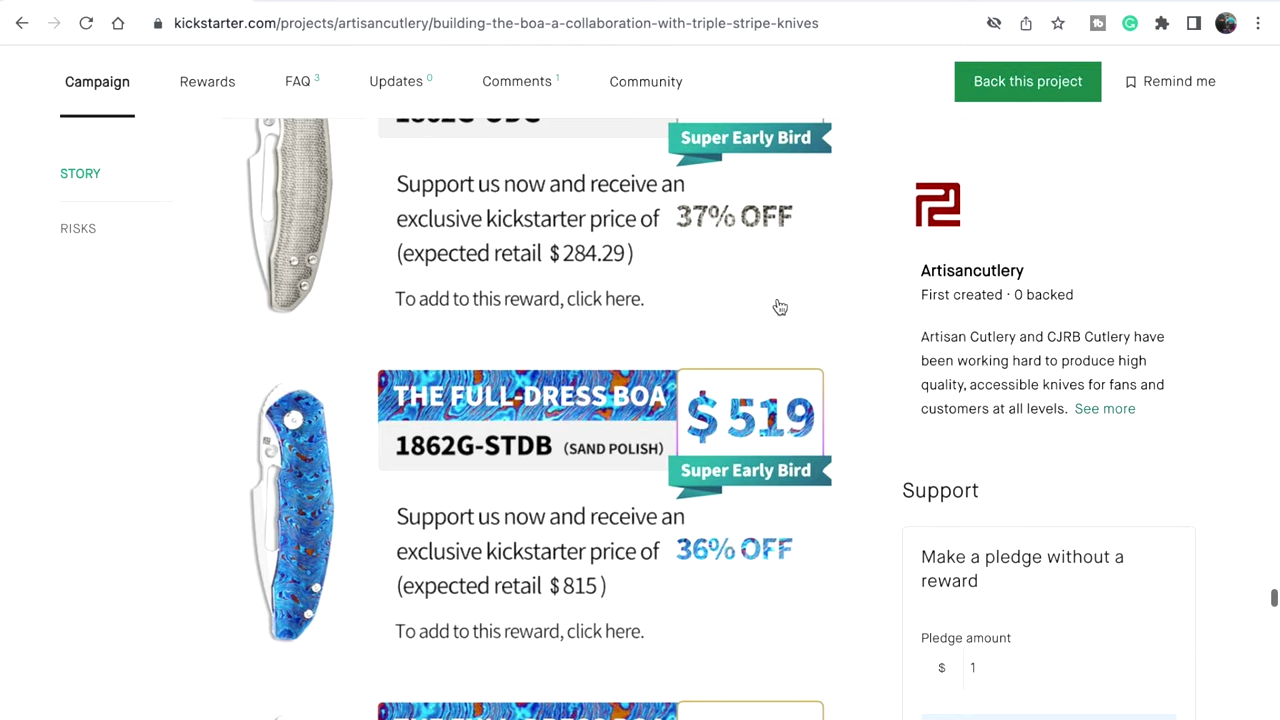 kickstarter.com/projects/artisancutlery/building-the-boa-a-collaboration-with-triple-stripe-knives
Campaign
Rewards
FAQ 3
Updates 0
Comments 1
Community
Back this project
Remind me
STORY
RISKS
Super Early Bird
Support us now and receive an
exclusive kickstarter price of 37% OFF
(expected retail $284.29)
To add to this reward, click here.
THE FULL-DRESS BOA
$519
1862G-STDB (SAND POLISH)
Super Early Bird
Support us now and receive an
exclusive kickstarter price of 36% OFF
(expected retail $815)
To add to this reward, click here.
Artisancutlery
First created · 0 backed
Artisan Cutlery and CJRB Cutlery have
been working hard to produce high
quality, accessible knives for fans and
customers at all levels. See more
Support
Make a pledge without a
reward
Pledge amount
$ 1